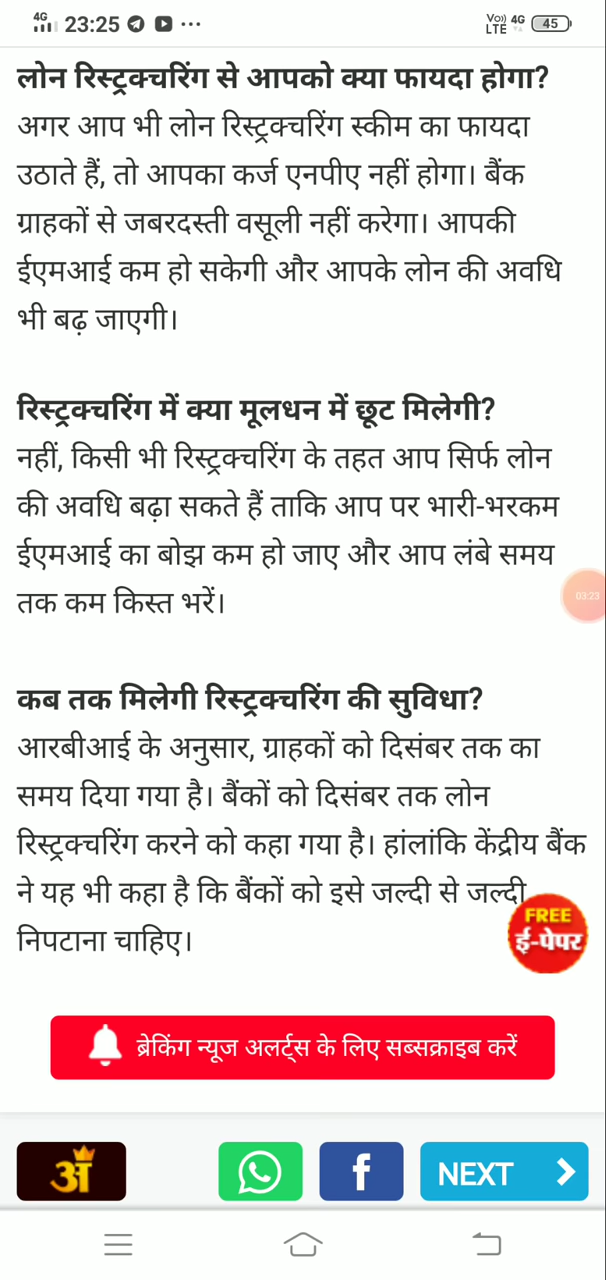 4G 23:25 ...
Vo)) 4G 45
LTE
लोन रिस्ट्रक्चरिंग से आपको क्या फायदा होगा?
अगर आप भी लोन रिस्ट्रक्चरिंग स्कीम का फायदा
उठाते हैं, तो आपका कर्ज एनपीए नहीं होगा। बैंक
ग्राहकों से जबरदस्ती वसूली नहीं करेगा। आपकी
ईएमआई कम हो सकेगी और आपके लोन की अवधि
भी बढ़ जाएगी।
रिस्ट्रक्चरिंग में क्या मूलधन में छूट मिलेगी?
नहीं, किसी भी रिस्ट्रक्चरिंग के तहत आप सिर्फ लोन
की अवधि बढ़ा सकते हैं ताकि आप पर भारी-भरकम
ईएमआई का बोझ कम हो जाए और आप लंबे समय
तक कम किस्त भरें।
03:23
कब तक मिलेगी रिस्ट्रक्चरिंग की सुविधा?
आरबीआई के अनुसार, ग्राहकों को दिसंबर तक का
समय दिया गया है। बैंकों को दिसंबर तक लोन
रिस्ट्रक्चरिंग करने को कहा गया है। हांलांकि केंद्रीय बैंक
ने यह भी कहा है कि बैंकों को इसे जल्दी से जल्दी
निपटाना चाहिए।
FREE
ई-पेपर
ब्रेकिंग न्यूज अलर्ट्स के लिए सब्सक्राइब करें
अँ
f
NEXT